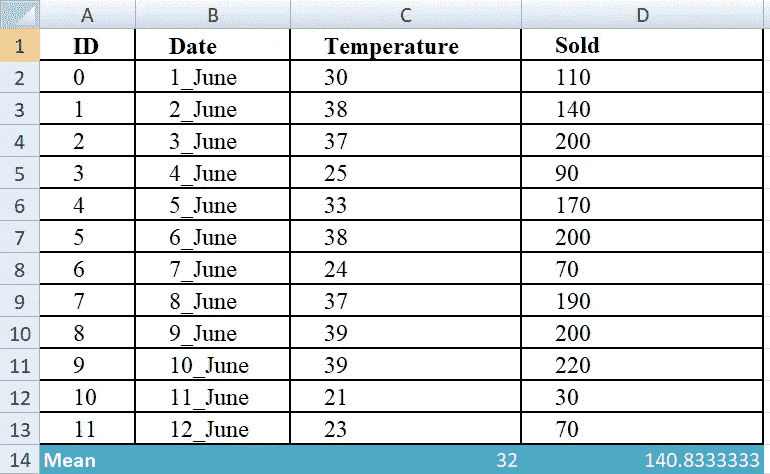 A B C D
1 ID Date Temperature Sold
2 0 1_June 30 110
3 1 2_June 38 140
4 2 3_June 37 200
5 3 4_June 25 90
6 4 5_June 33 170
7 5 6_June 38 200
8 6 7_June 24 70
9 7 8_June 37 190
10 8 9_June 39 200
11 9 10_June 39 220
12 10 11_June 21 30
13 11 12_June 23 70
14 Mean 32 140.8333333